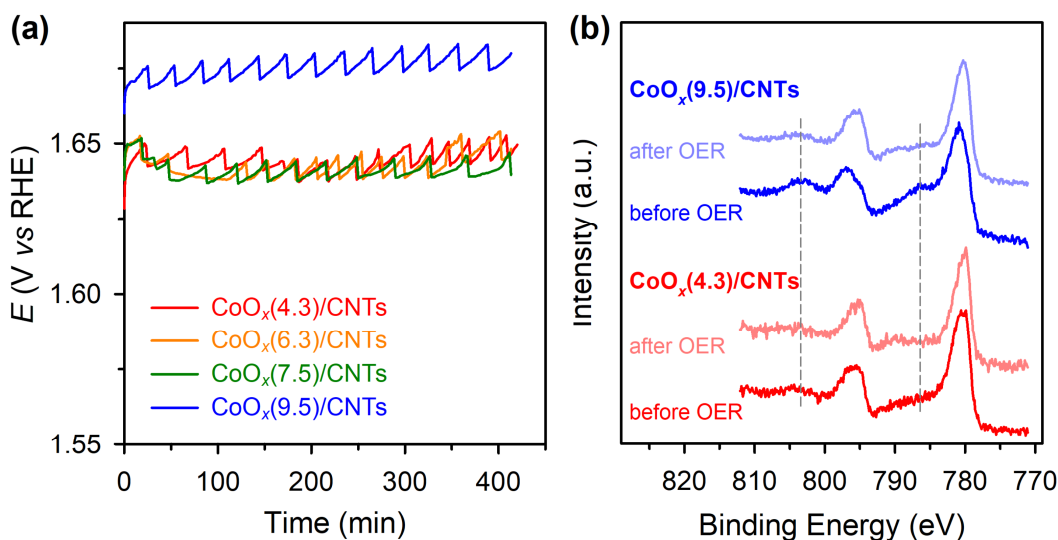 (a)
E (V vs RHE)
1.65
1.60
1.55
CoOₓ(4.3)/CNTs
CoOₓ(6.3)/CNTs
CoOₓ(7.5)/CNTs
CoOₓ(9.5)/CNTs
0 100 200 300 400
Time (min)
(b)
Intensity (a.u.)
CoOₓ(9.5)/CNTs
after OER
before OER
CoOₓ(4.3)/CNTs
after OER
before OER
820 810 800 790 780 770
Binding Energy (eV)